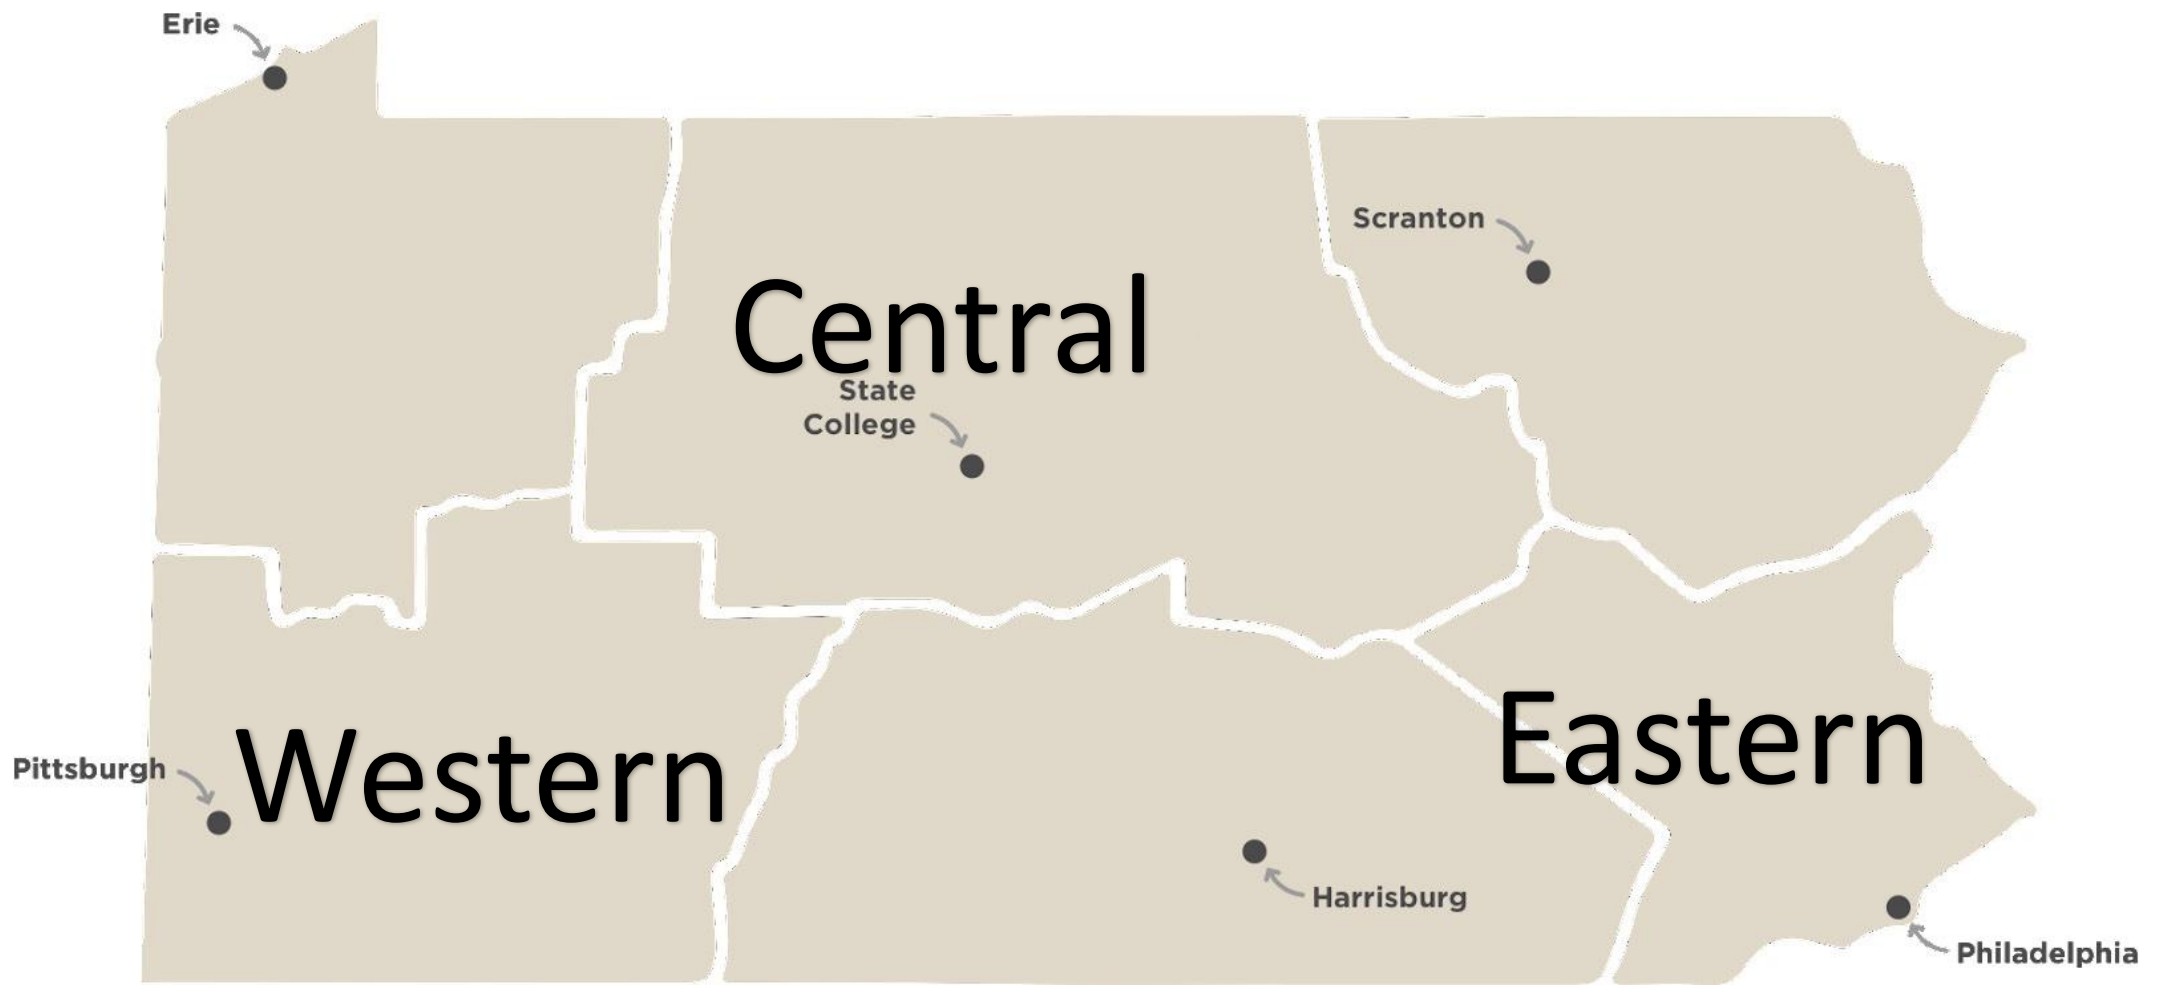 Erie
Scranton
Central
State
College
Eastern
Western
Pittsburgh
Harrisburg
Philadelphia